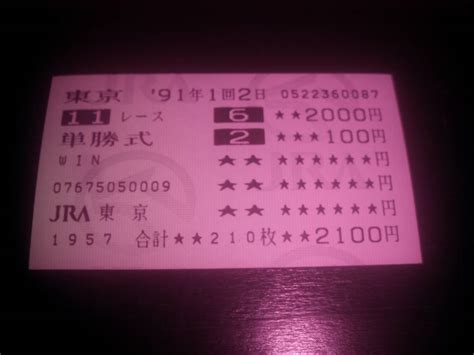 東京 '91年1回2日 0522360087
11 レース 6 ★★2000円
単勝式 2 ★★★100円
WIN ★★ ★★★★★★円
07675050009 ★★ ★★★★★★円
JRA 東京 ★★ ★★★★★★円
1957 合計★★210枚★★2100円